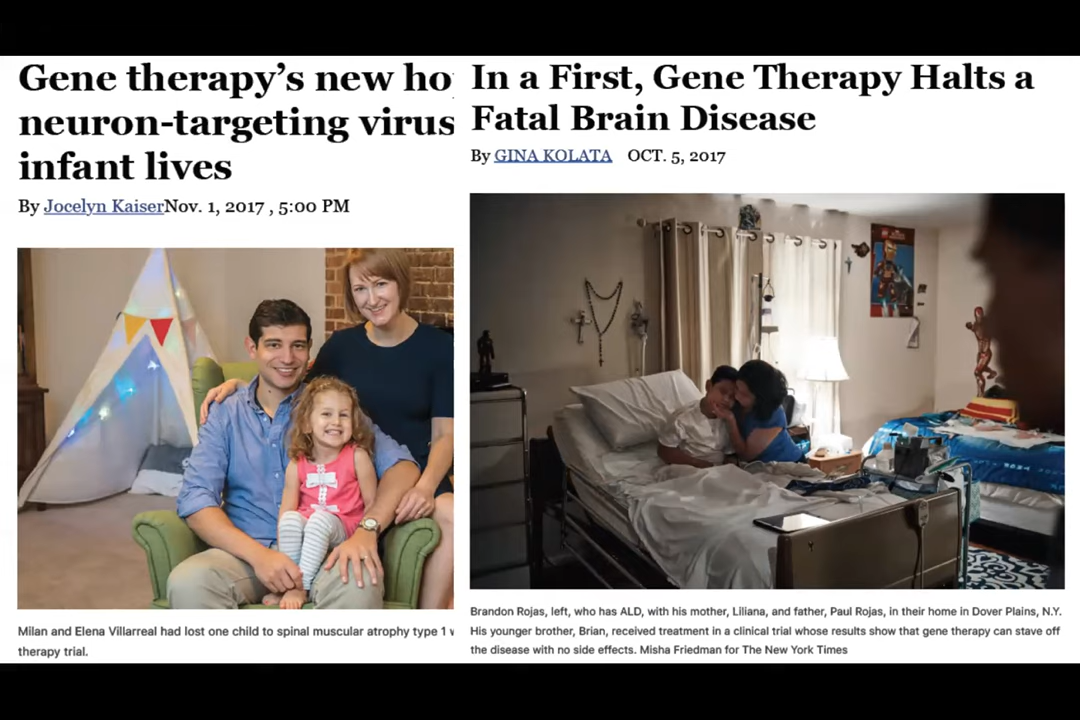 Gene therapy's new ho
neuron-targeting virus
infant lives
By Jocelyn KaiserNov. 1, 2017 , 5:00 PM
Milan and Elena Villarreal had lost one child to spinal muscular atrophy type 1
therapy trial.
In a First, Gene Therapy Halts a
Fatal Brain Disease
By GINA KOLATA OCT. 5, 2017
Brandon Rojas, left, who has ALD, with his mother, Liliana, and father, Paul Rojas, in their home in Dover Plains, N.Y.
His younger brother, Brian, received treatment in a clinical trial whose results show that gene therapy can stave off
the disease with no side effects. Misha Friedman for The New York Times